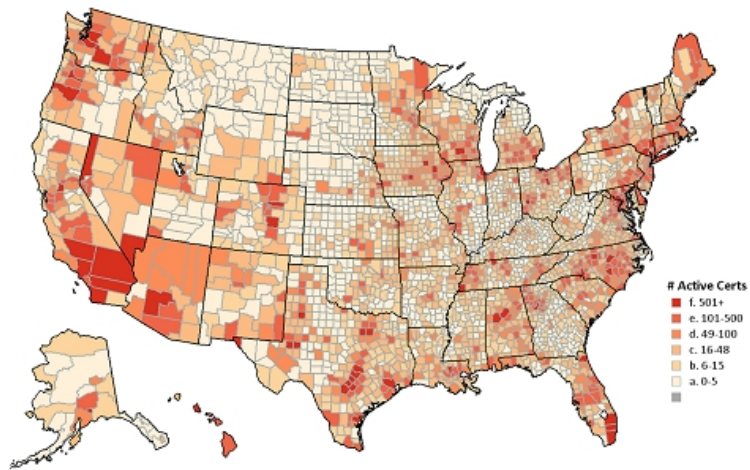 # Active Certs
f. 501+
e. 101-500
d. 49-100
c. 16-48
b. 6-15
a. 0-5